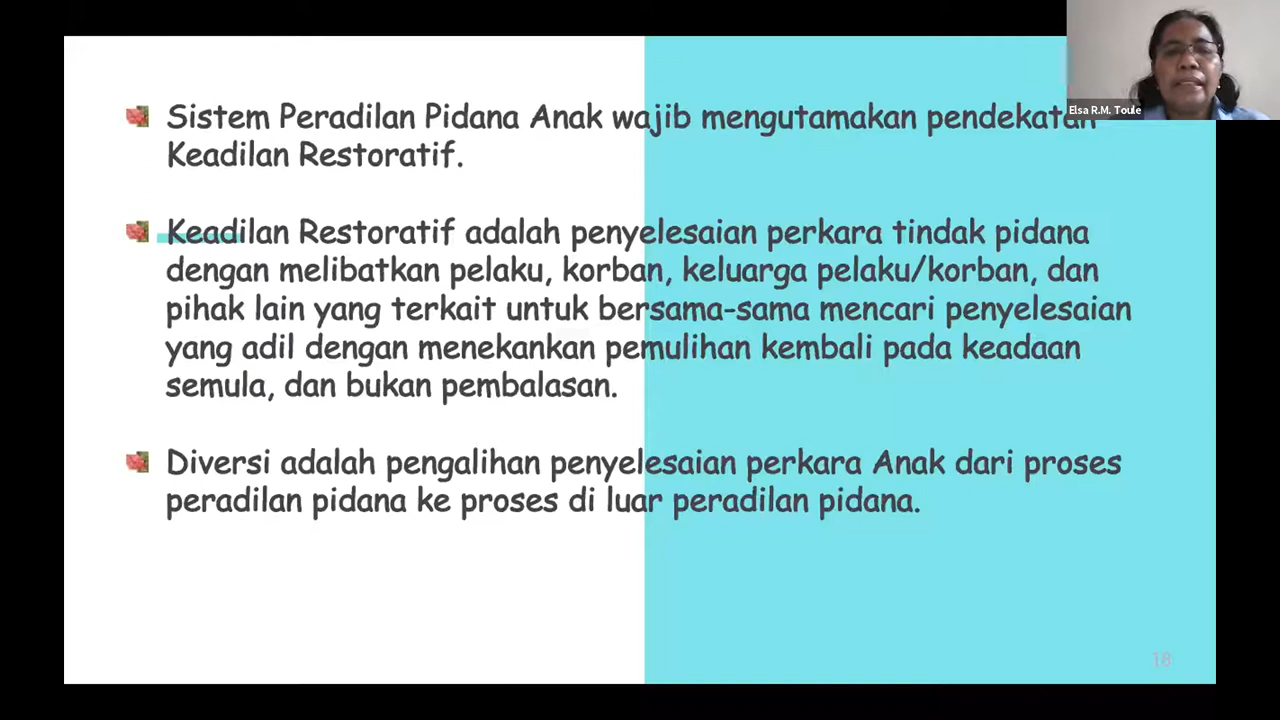 Elsa R.M. Toule
Sistem Peradilan Pidana Anak wajib mengutamakan pendekatan
Keadilan Restoratif.
Keadilan Restoratif adalah penyelesaian perkara tindak pidana
dengan melibatkan pelaku, korban, keluarga pelaku/korban, dan
pihak lain yang terkait untuk bersama-sama mencari penyelesaian
yang adil dengan menekankan pemulihan kembali pada keadaan
semula, dan bukan pembalasan.
Diversi adalah pengalihan penyelesaian perkara Anak dari proses
peradilan pidana ke proses di luar peradilan pidana.
18